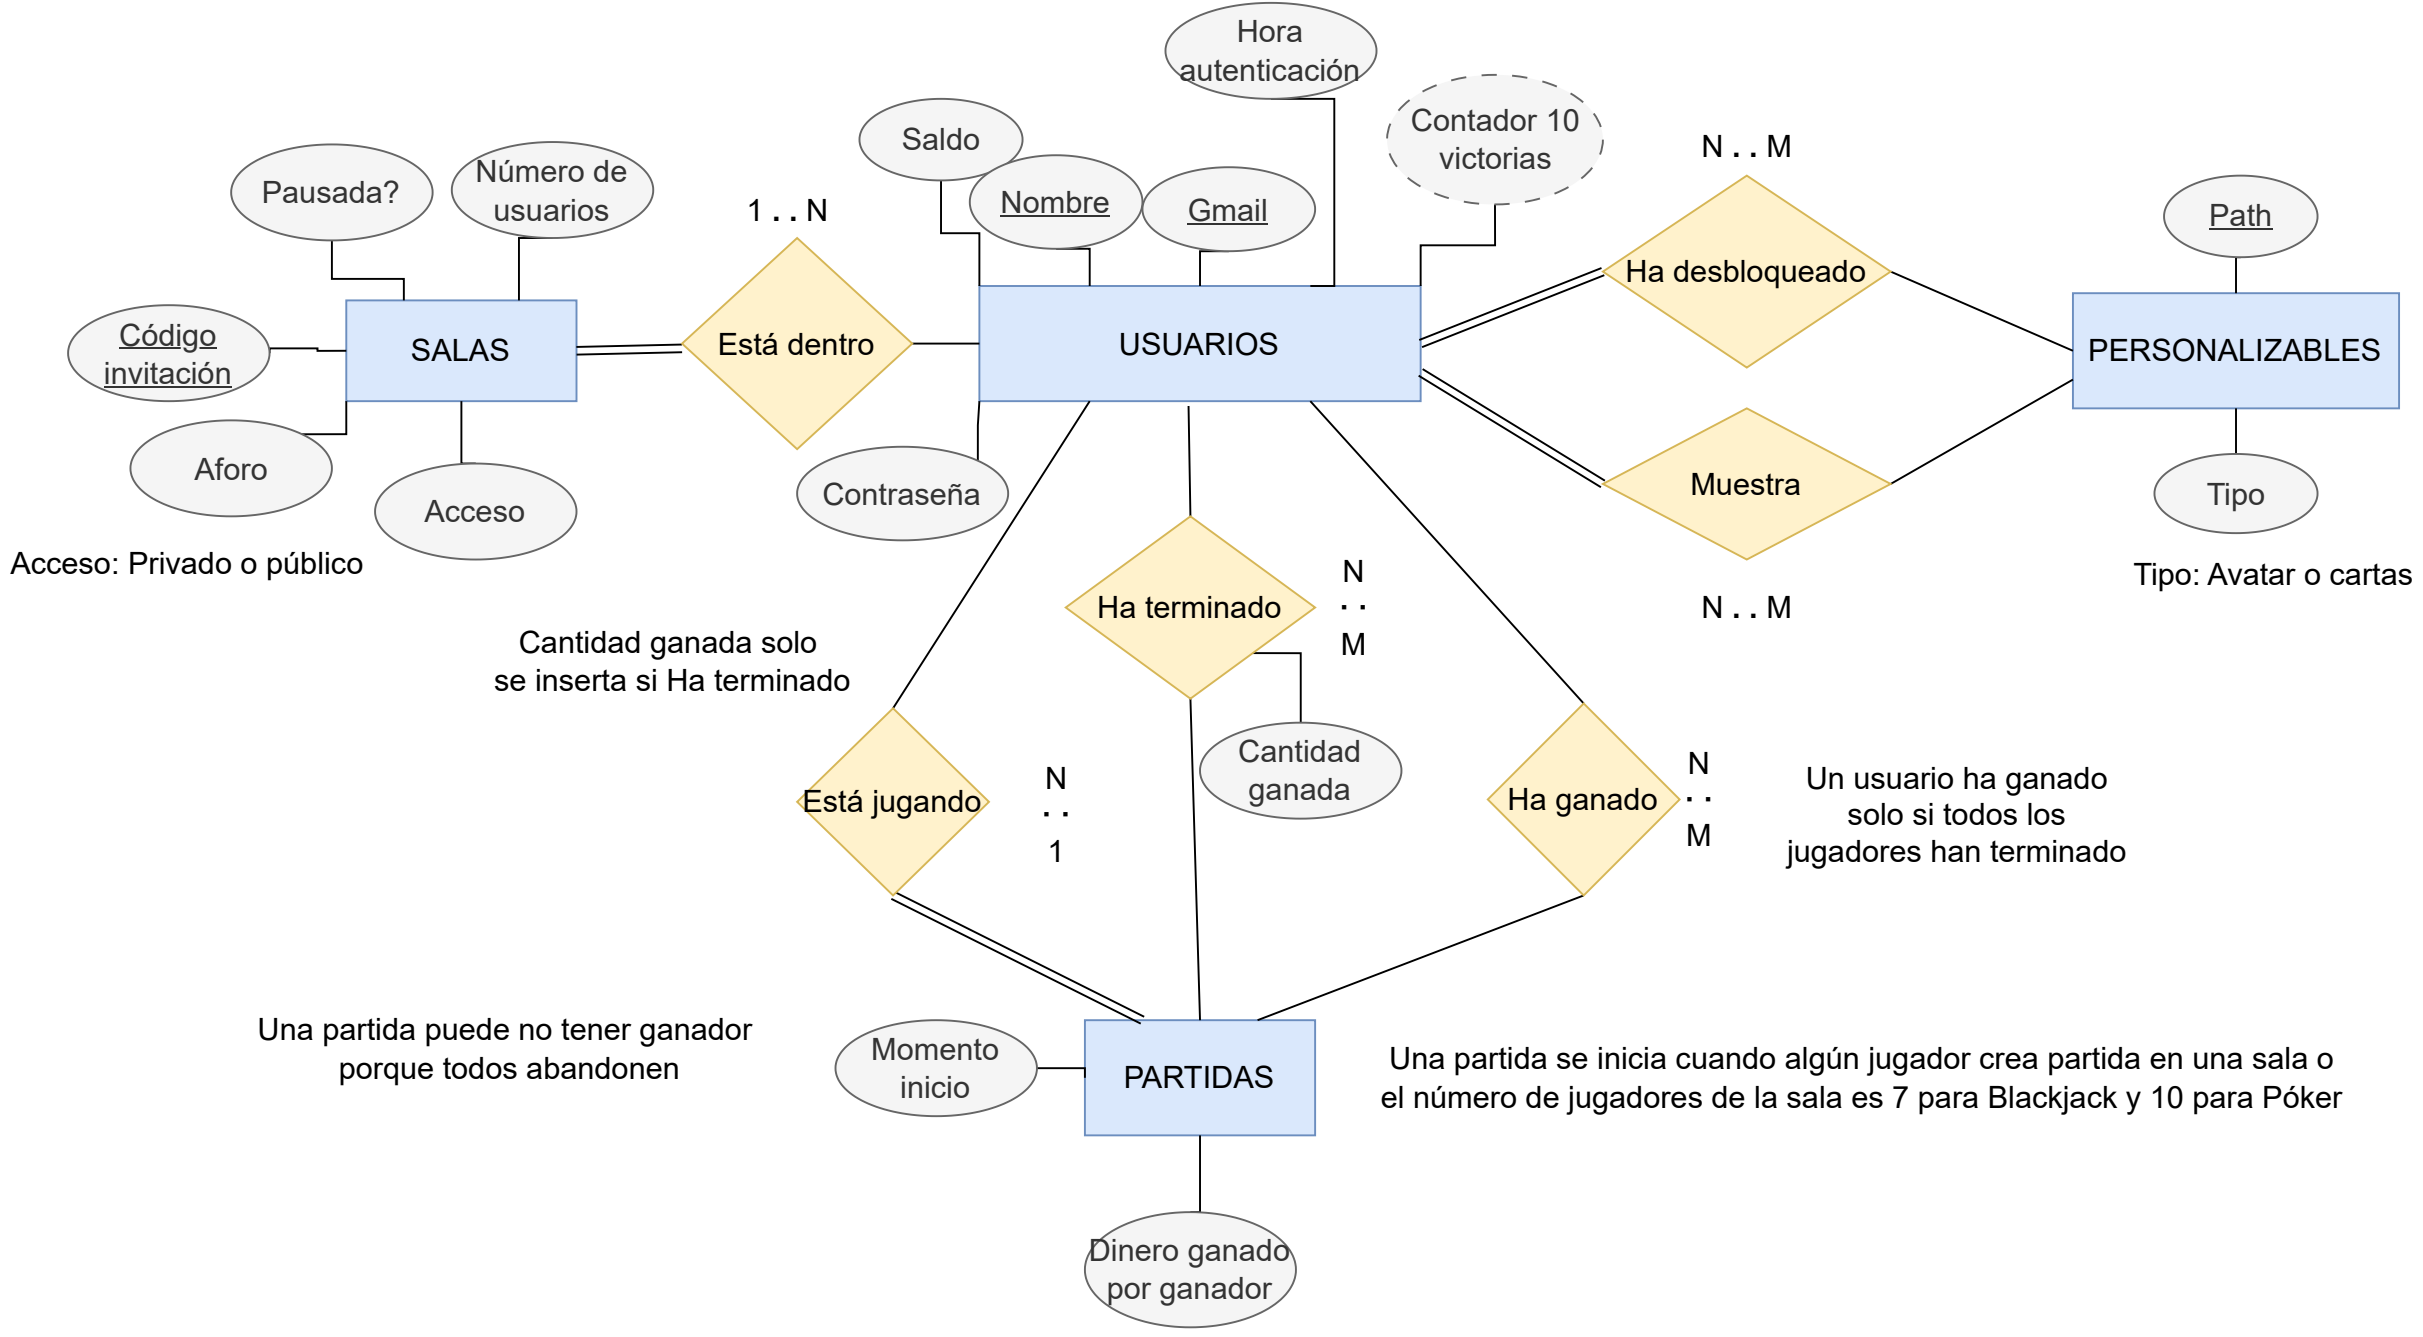 Hora
autenticación
Contador 10
victorias
Saldo
N . . M
Pausada?
Número de
usuarios
1 . . N
Nombre
Gmail
Path
Ha desbloqueado
Código
invitación
SALAS
Está dentro
USUARIOS
PERSONALIZABLES
Aforo
Acceso
Contraseña
Muestra
Tipo
Acceso: Privado o público
Tipo: Avatar o cartas
N
. .
M
Ha terminado
N . . M
Cantidad ganada solo
se inserta si Ha terminado
Cantidad
ganada
Está jugando
N
. .
1
Ha ganado
N
. .
M
Un usuario ha ganado
solo si todos los
jugadores han terminado
Una partida puede no tener ganador
porque todos abandonen
Momento
inicio
PARTIDAS
Una partida se inicia cuando algún jugador crea partida en una sala o
el número de jugadores de la sala es 7 para Blackjack y 10 para Póker
Dinero ganado
por ganador